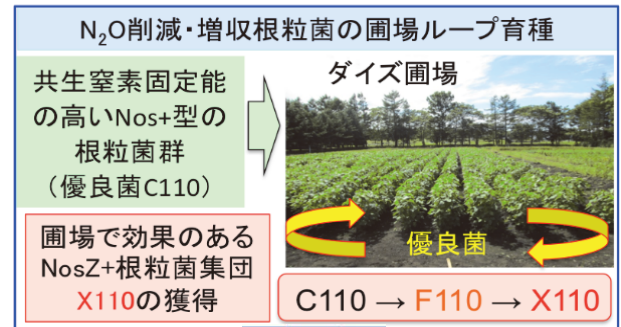 N₂O削減・増収根粒菌の圃場ループ育種
共生窒素固定能
の高いNos+型の
根粒菌群
（優良菌C110）
ダイズ圃場
圃場で効果のある
NosZ+根粒菌集団
X110の獲得
優良菌
C110 → F110 → X110